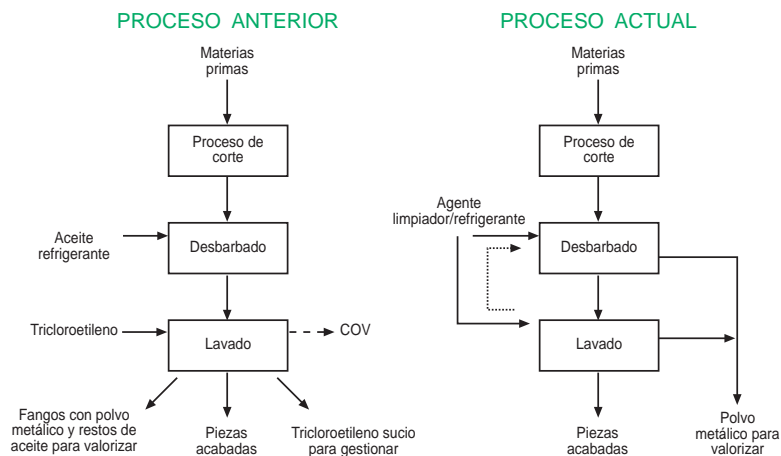 PROCESO ANTERIOR
Materias
primas
Proceso de
corte
Aceite
refrigerante
Desbarbado
Tricloroetileno
Lavado
COV
Fangos con polvo
metálico y restos de
aceite para valorizar
Piezas
acabadas
Tricloroetileno sucio
para gestionar
PROCESO ACTUAL
Materias
primas
Proceso de
corte
Agente
limpiador/refrigerante
Desbarbado
Lavado
Piezas
acabadas
Polvo
metálico para
valorizar